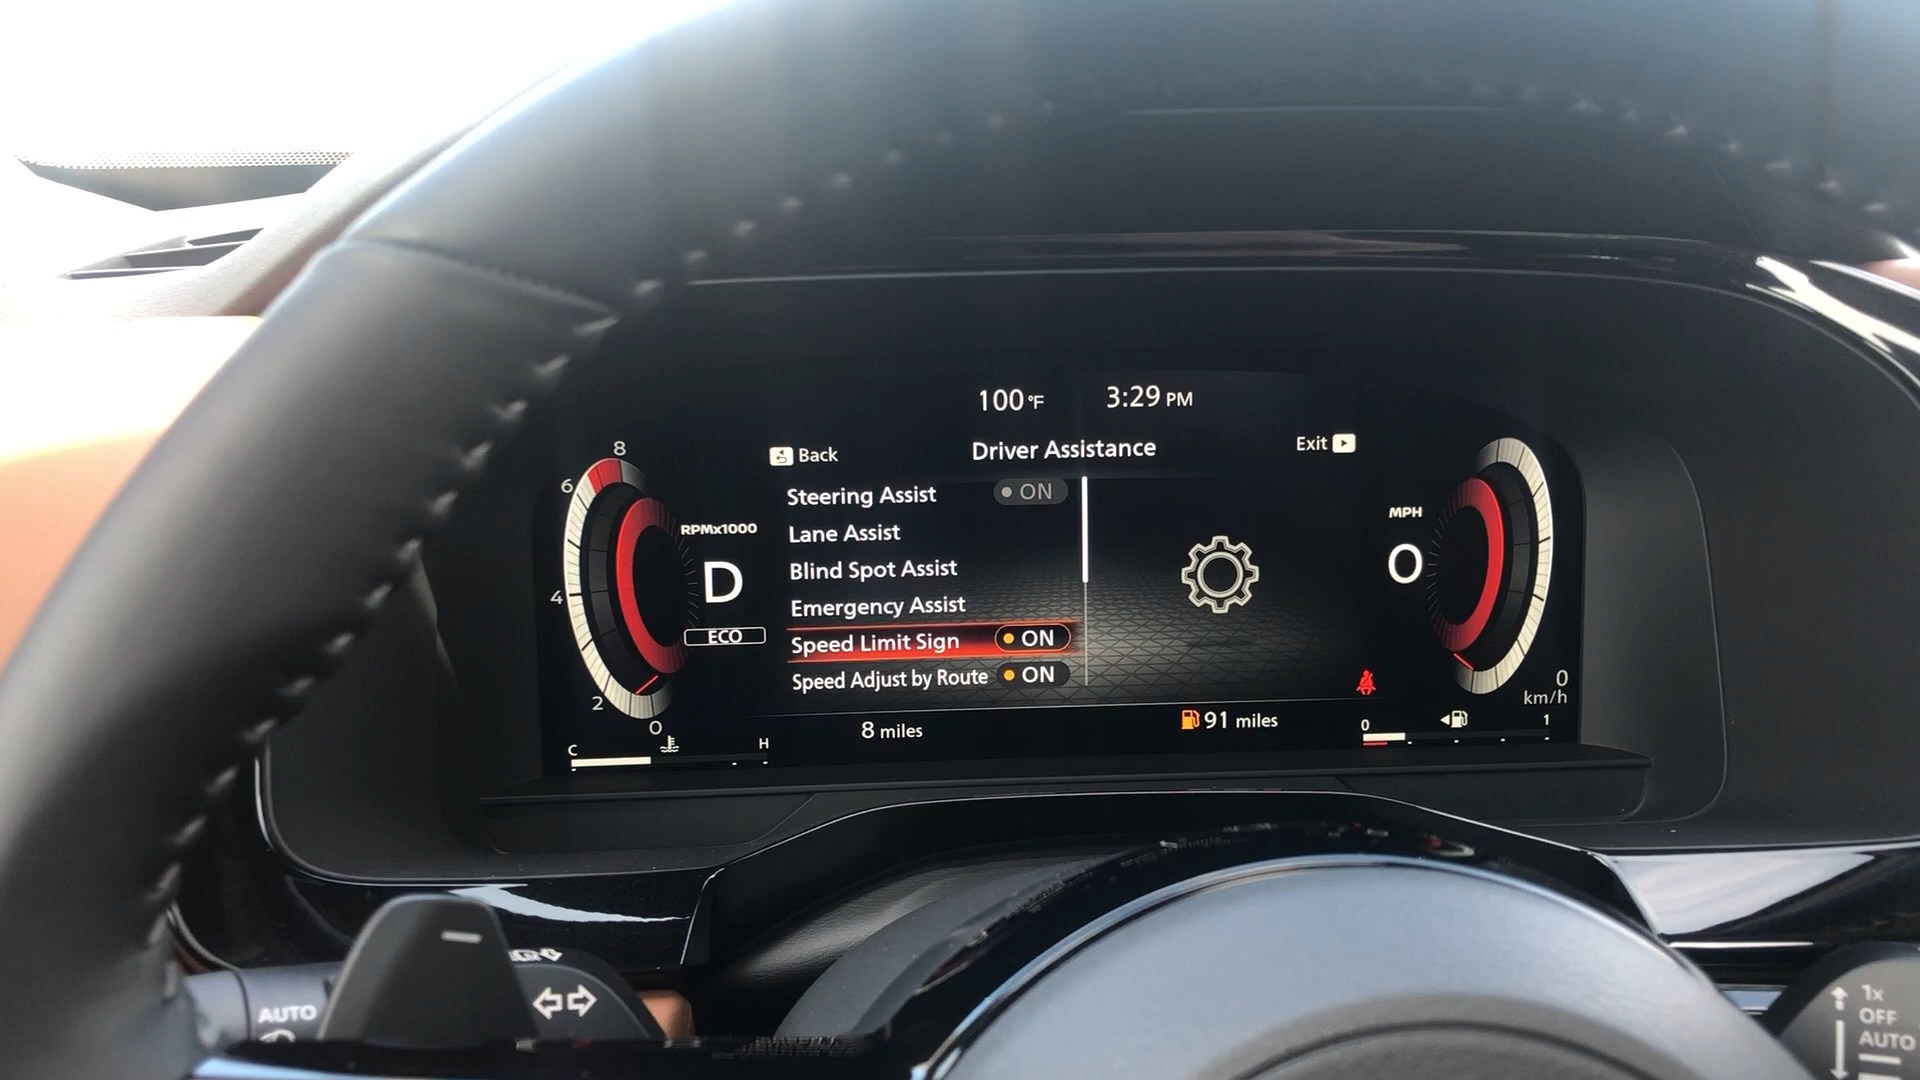 100°F 3:29 PM
Back Driver Assistance Exit
Steering Assist ON
Lane Assist
Blind Spot Assist
Emergency Assist
Speed Limit Sign ON
Speed Adjust by Route ON
8
6
4
2
0
RPMx1000
D
ECO
C H
8 miles
91 miles
MPH
0
0
km/h
0 1
AUTO
1x
OFF
AUTO